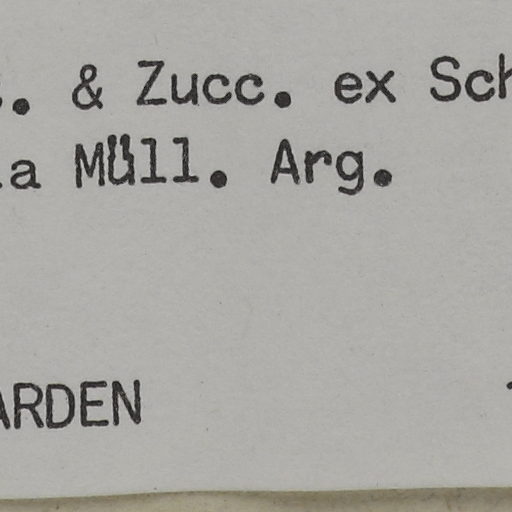 . & Zucc. ex Sch
a Müll. Arg.
ARDEN